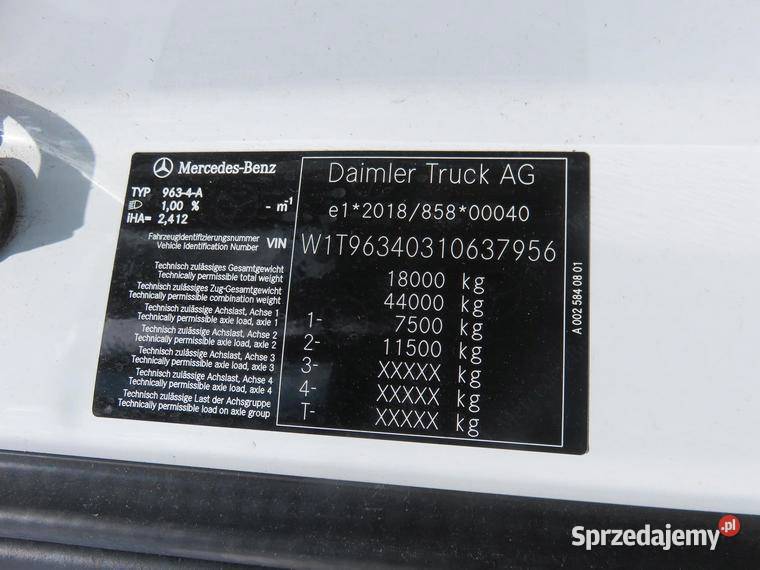 Mercedes-Benz
Daimler Truck AG
TYP 963-4-A
1,00 % - m⁻¹
iHA= 2,412
e1*2018/858*00040
Fahrzeugidentifizierungsnummer
Vehicle Identification Number VIN
W1T96340310637956
Technisch zulässiges Gesamtgewicht
Technically permissible total weight
18000 kg
Technisch zulässiges Zug-Gesamtgewicht
Technically permissible combination weight
44000 kg
Technisch zulässige Achslast, Achse 1
Technically permissible axle load, axle 1
1- 7500 kg
Technisch zulässige Achslast, Achse 2
Technically permissible axle load, axle 2
2- 11500 kg
Technisch zulässige Achslast, Achse 3
Technically permissible axle load, axle 3
3- XXXXX kg
Technisch zulässige Achslast, Achse 4
Technically permissible axle load, axle 4
4- XXXXX kg
Technisch zulässige Last der Achsgruppe
Technically permissible load on axle group
T- XXXXX kg
A 002 584 08 01
Sprzedajemy.pl